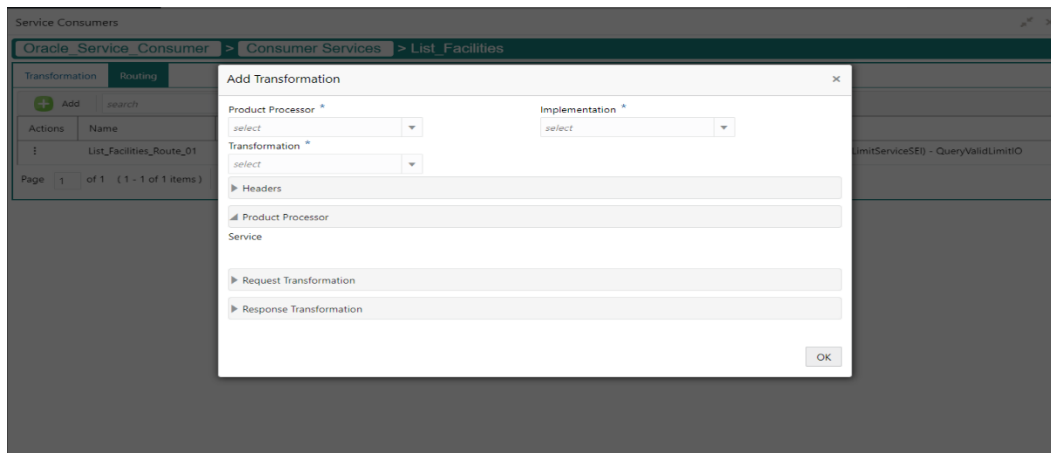 Service Consumers
Oracle_Service_Consumer > Consumer Services > List_Facilities
Transformation Routing
Add search
Actions Name
List_Facilities_Route_01 LimitServiceSEI) - QueryValidLimitIO
Page 1 of 1 (1 - 1 of 1 items)
Add Transformation ×
Product Processor * Implementation *
select select
Transformation *
select
Headers
Product Processor
Service
Request Transformation
Response Transformation
OK